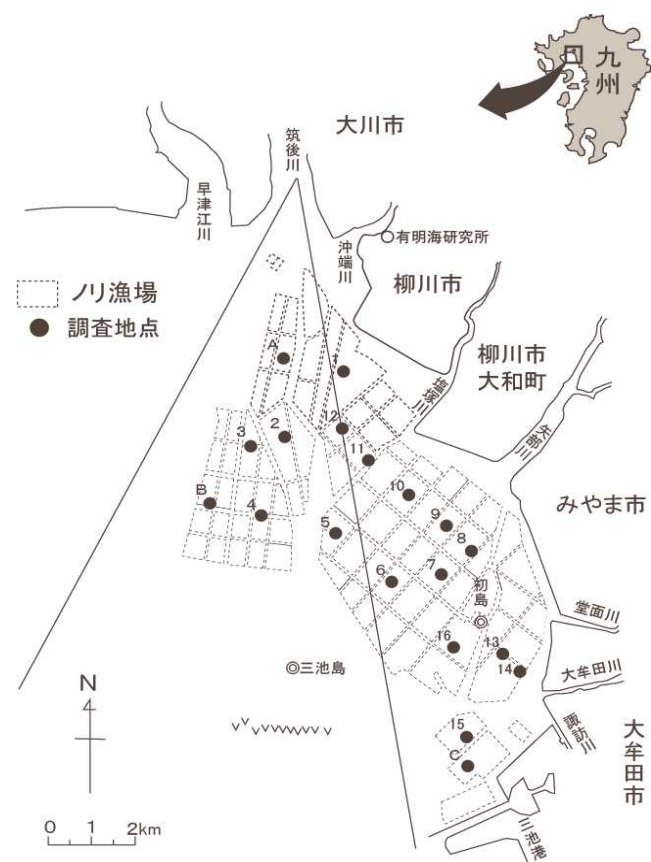 九州
大川市
筑後川
早津江川
有明海研究所
沖端川
柳川市
ノリ漁場
調査地点
柳川市
大和町
塩塚川
矢部川
みやま市
A
1
2
3
12
11
B
4
10
9
5
8
6
7
初島
堂面川
16
13
14
大牟田川
三池島
諏訪川
大牟田市
15
C
N
三池港
0 1 2km